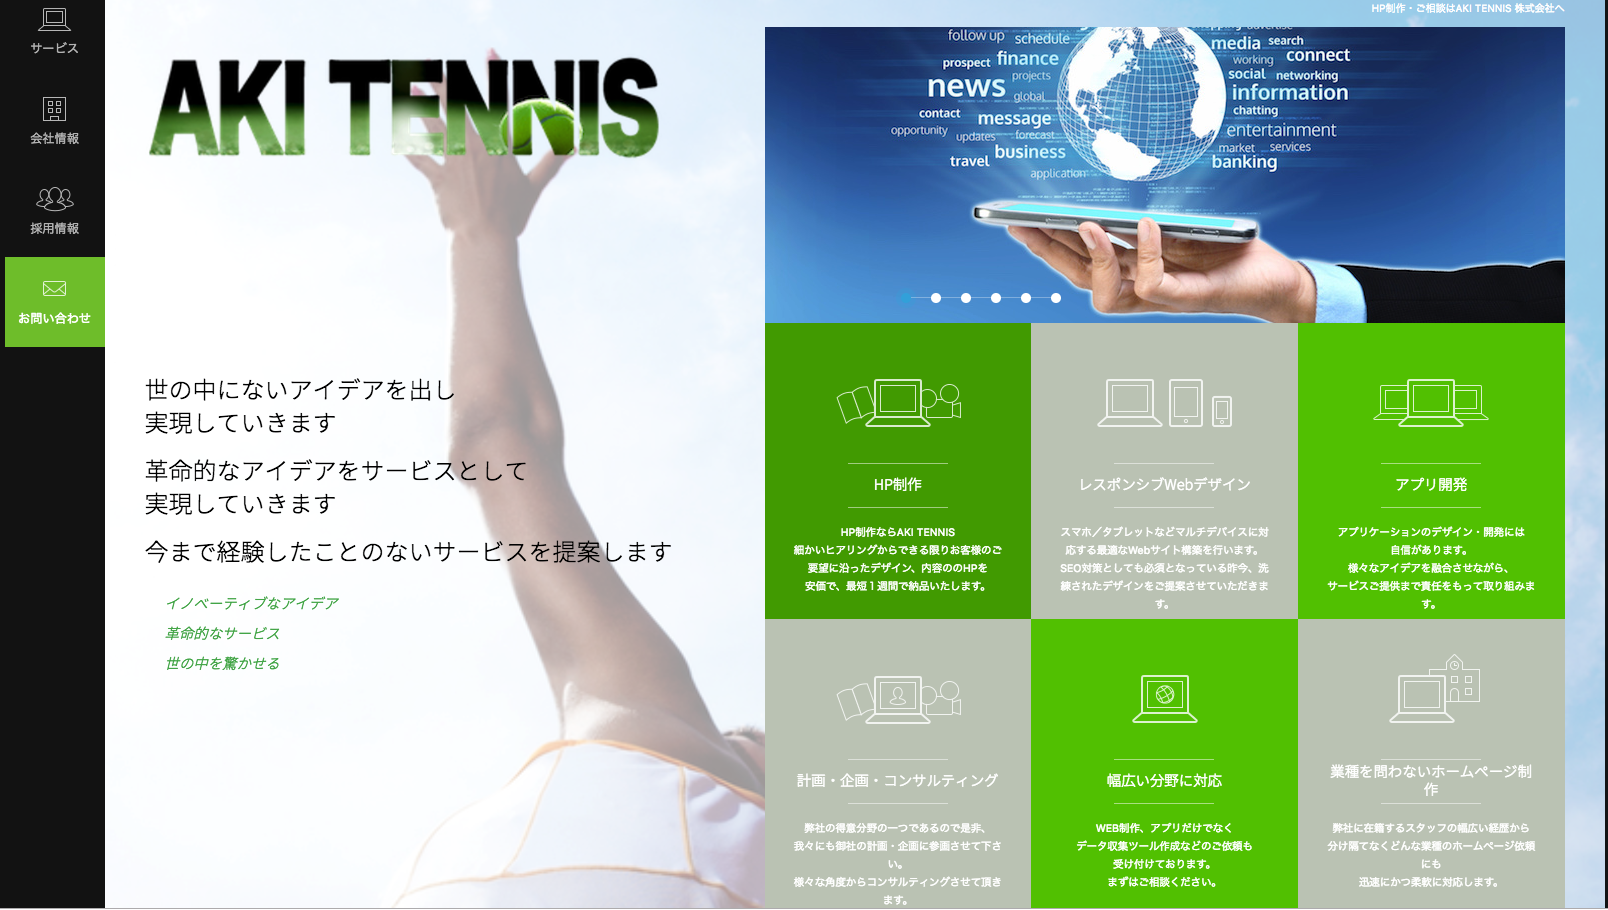 サービス
会社情報
採用情報
お問い合わせ
AKI TENNIS
世の中にないアイデアを出し
実現していきます
革命的なアイデアをサービスとして
実現していきます
今まで経験したことのないサービスを提案します
イノベーティブなアイデア
革命的なサービス
世の中を驚かせる
HP制作・ご相談はAKI TENNIS 株式会社へ
follow up
schedule
prospect
finance
news
projects
global
contact
message
opportunity
updates
forecast
business
travel
application
advertise
media
search
working
connect
social
networking
information
chatting
entertainment
market
services
banking
HP制作
HP制作ならAKI TENNIS
細かいヒアリングからできる限りお客様のご
要望に沿ったデザイン、内容ののHPを
安価で、最短１週間で納品いたします。
レスポンシブWebデザイン
スマホ／タブレットなどマルチデバイスに対
応する最適なWebサイト構築を行います。
SEO対策としても必須となっている昨今、洗
練されたデザインをご提案させていただきま
す。
アプリ開発
アプリケーションのデザイン・開発には
自信があります。
様々なアイデアを融合させながら、
サービスご提供まで責任をもって取り組みま
す。
計画・企画・コンサルティング
弊社の得意分野の一つであるので是非、
我々にも御社の計画・企画に参画させて下さ
い。
様々な角度からコンサルティングさせて頂き
ます。
幅広い分野に対応
WEB制作、アプリだけでなく
データ収集ツール作成などのご依頼も
受け付けております。
まずはご相談ください。
業種を問わないホームページ制
作
弊社に在籍するスタッフの幅広い経歴から
分け隔てなくどんな業種のホームページ依頼
にも
迅速にかつ柔軟に対応します。